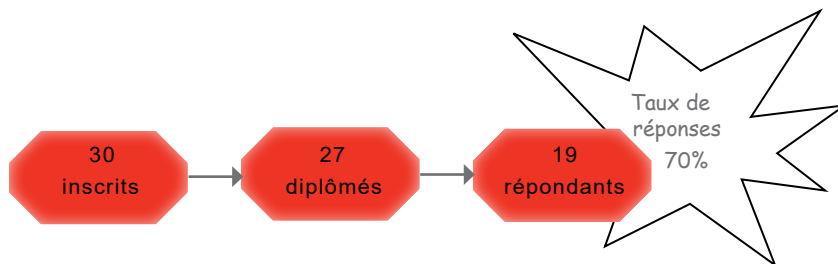 30
inscrits
27
diplômés
19
répondants
Taux de
réponses
70%